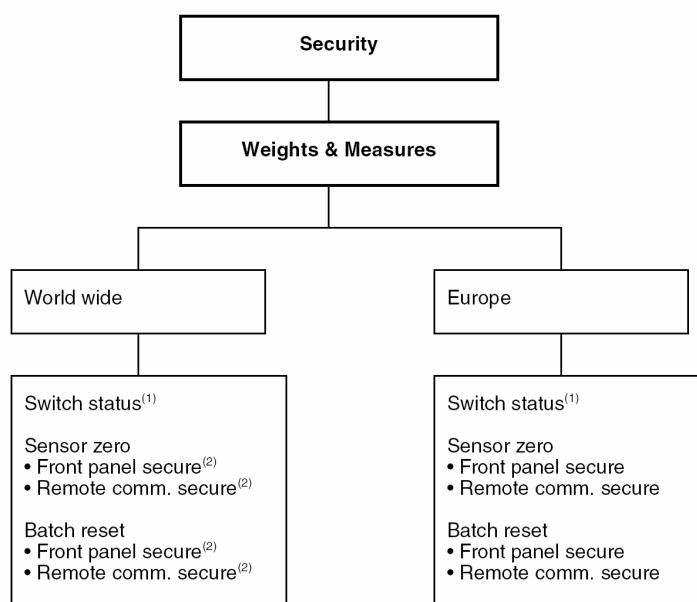 Security
Weights & Measures
World wide
Europe
Switch status(1)
Sensor zero
• Front panel secure(2)
• Remote comm. secure(2)
Batch reset
• Front panel secure(2)
• Remote comm. secure(2)
Switch status(1)
Sensor zero
• Front panel secure
• Remote comm. secure
Batch reset
• Front panel secure
• Remote comm. secure